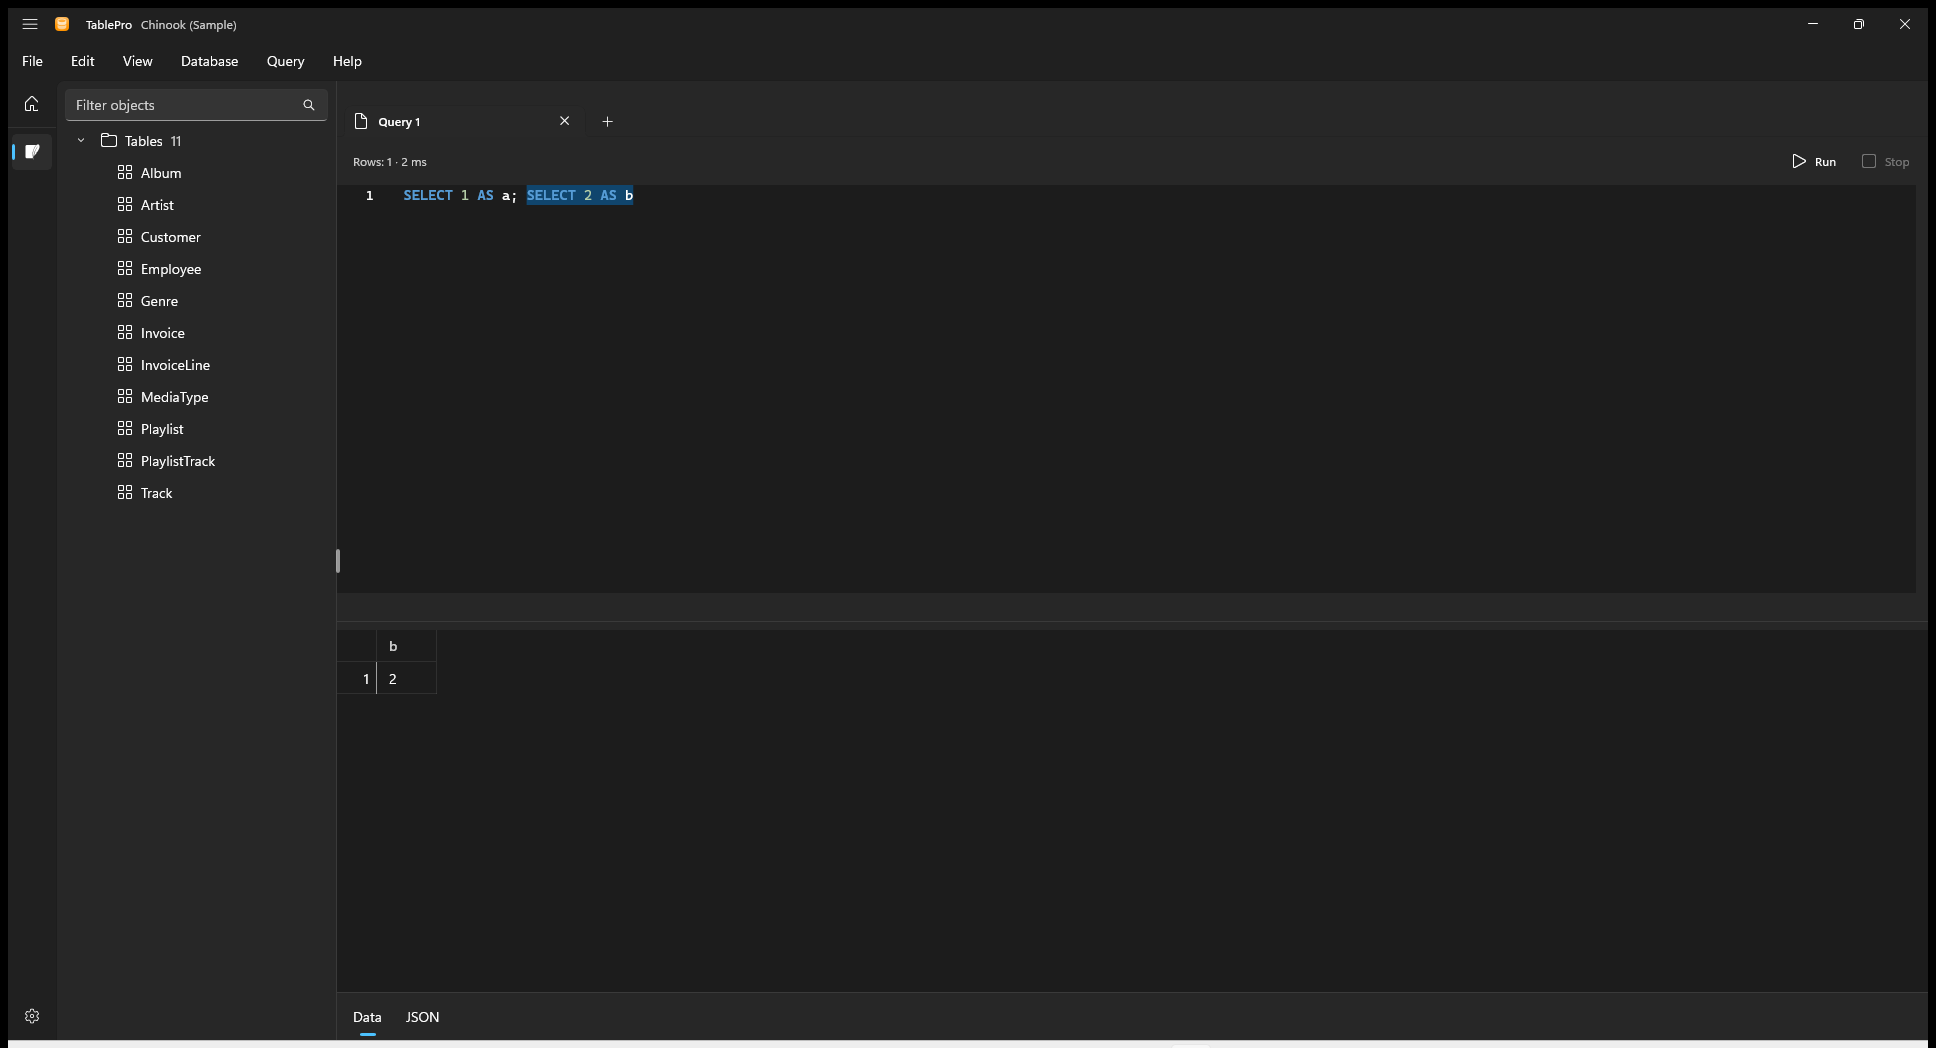 TablePro Chinook (Sample)
File Edit View Database Query Help
Filter objects
Tables 11
Album
Artist
Customer
Employee
Genre
Invoice
InvoiceLine
MediaType
Playlist
PlaylistTrack
Track
Query 1
Rows: 1 · 2 ms
Run Stop
1 SELECT 1 AS a; SELECT 2 AS b
b
1 2
Data JSON